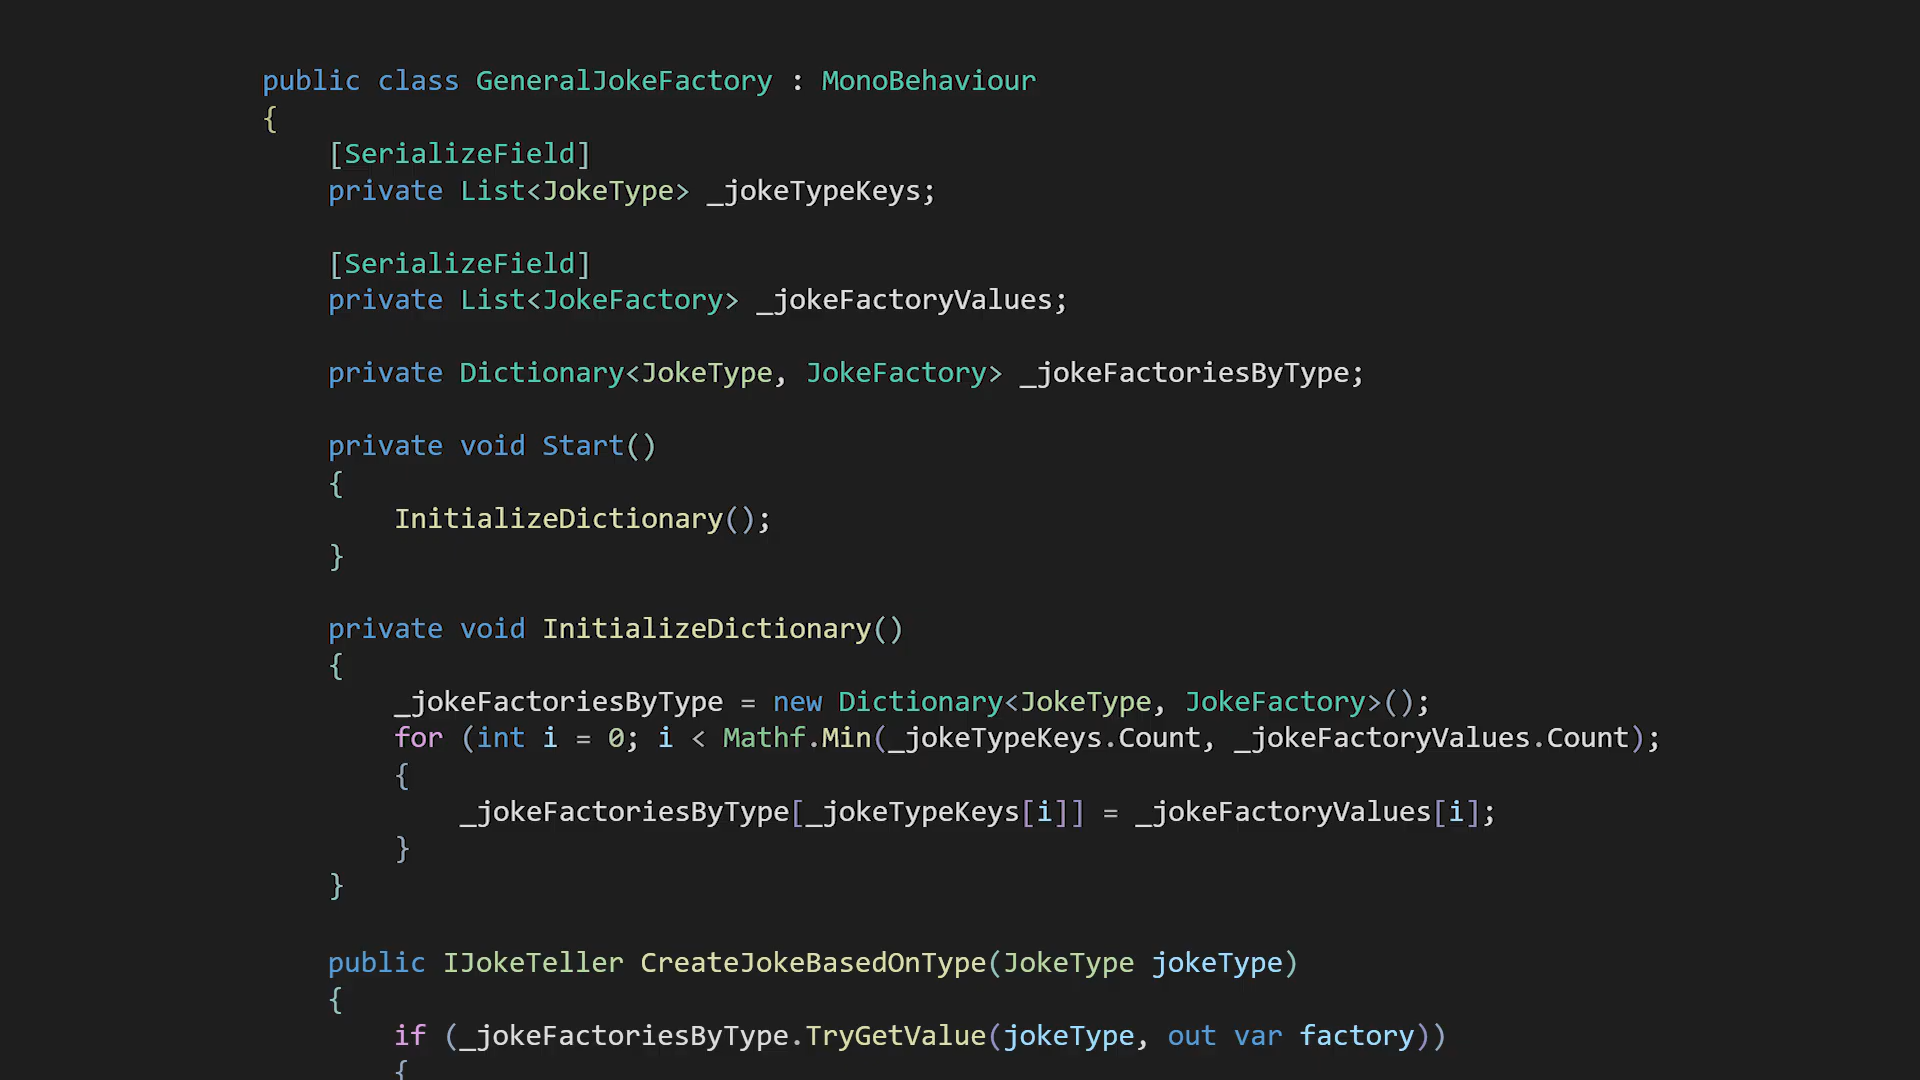 public class GeneralJokeFactory : MonoBehaviour
{
    [SerializeField]
    private List<JokeType> _jokeTypeKeys;

    [SerializeField]
    private List<JokeFactory> _jokeFactoryValues;

    private Dictionary<JokeType, JokeFactory> _jokeFactoriesByType;

    private void Start()
    {
        InitializeDictionary();
    }

    private void InitializeDictionary()
    {
        _jokeFactoriesByType = new Dictionary<JokeType, JokeFactory>();
        for (int i = 0; i < Mathf.Min(_jokeTypeKeys.Count, _jokeFactoryValues.Count);
        {
            _jokeFactoriesByType[_jokeTypeKeys[i]] = _jokeFactoryValues[i];
        }
    }

    public IJokeTeller CreateJokeBasedOnType(JokeType jokeType)
    {
        if (_jokeFactoriesByType.TryGetValue(jokeType, out var factory))
        {